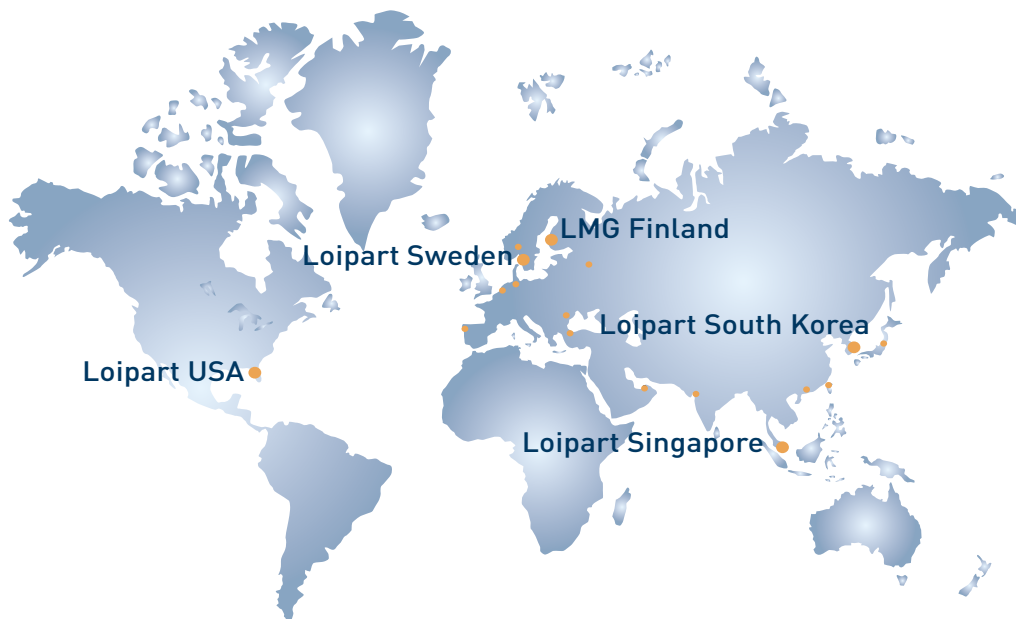 LMG Finland
Loipart Sweden
Loipart South Korea
Loipart USA
Loipart Singapore